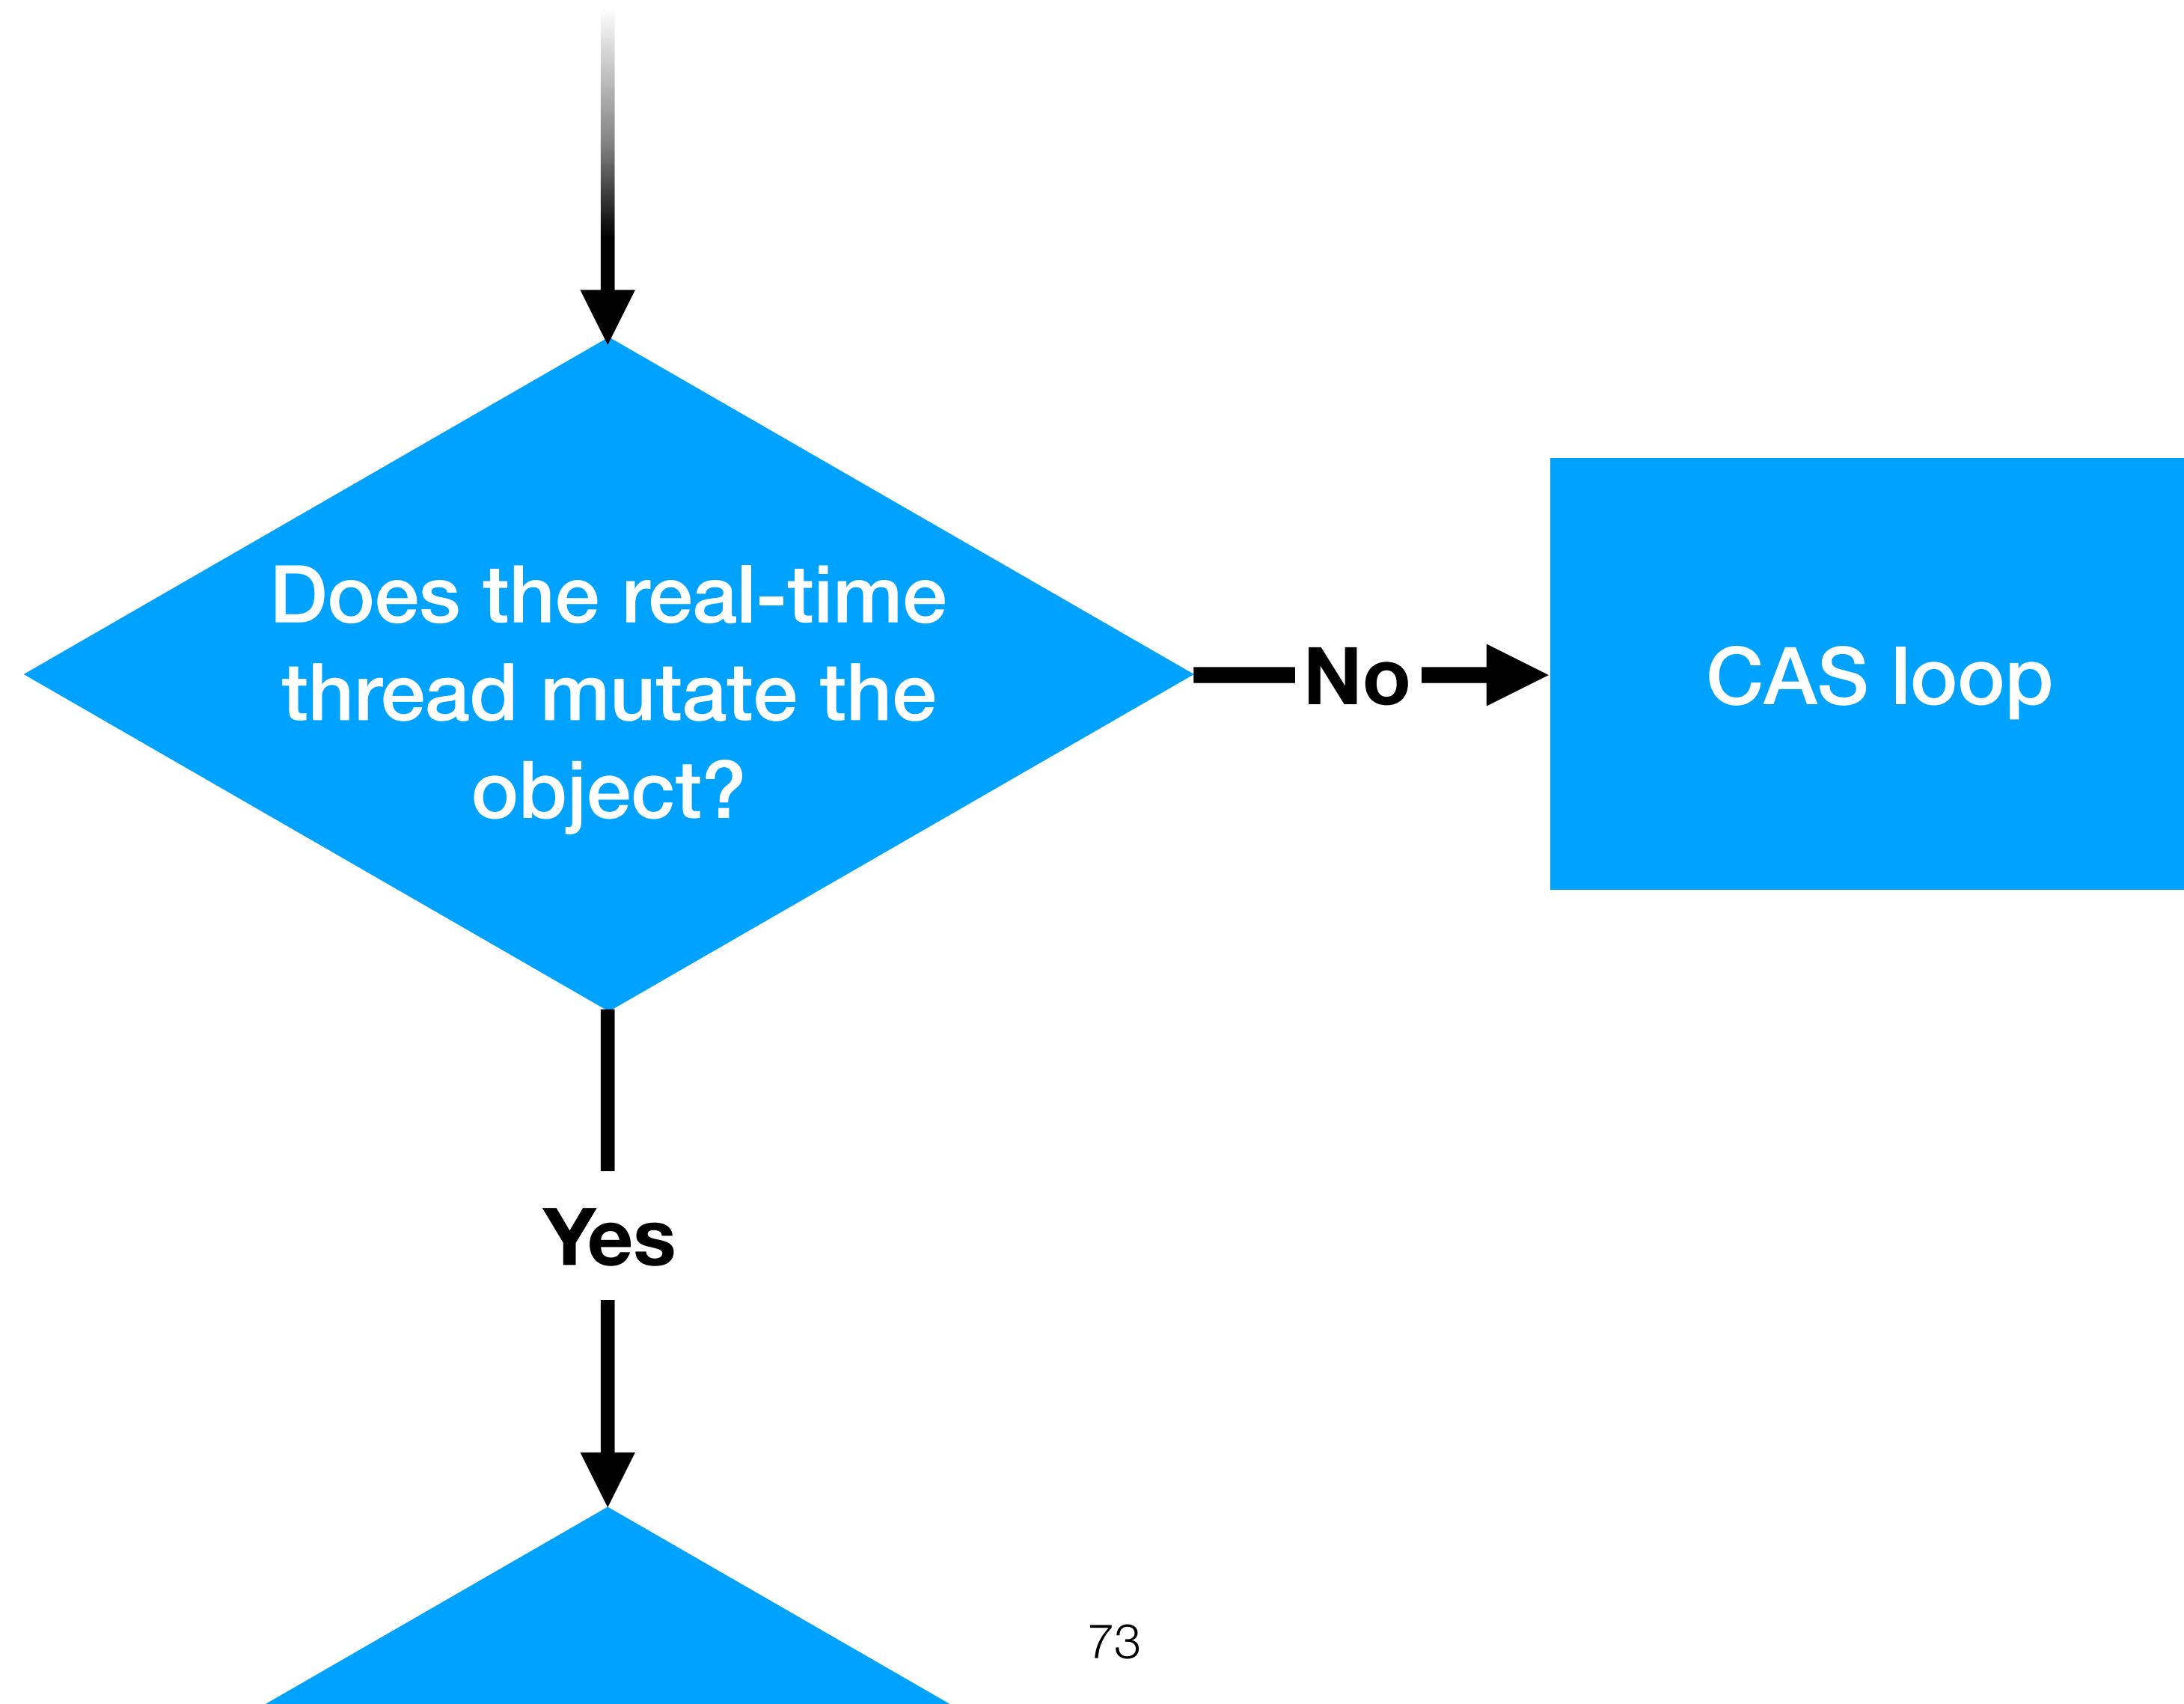 Does the real-time
thread mutate the
object?
No
CAS loop
Yes
73